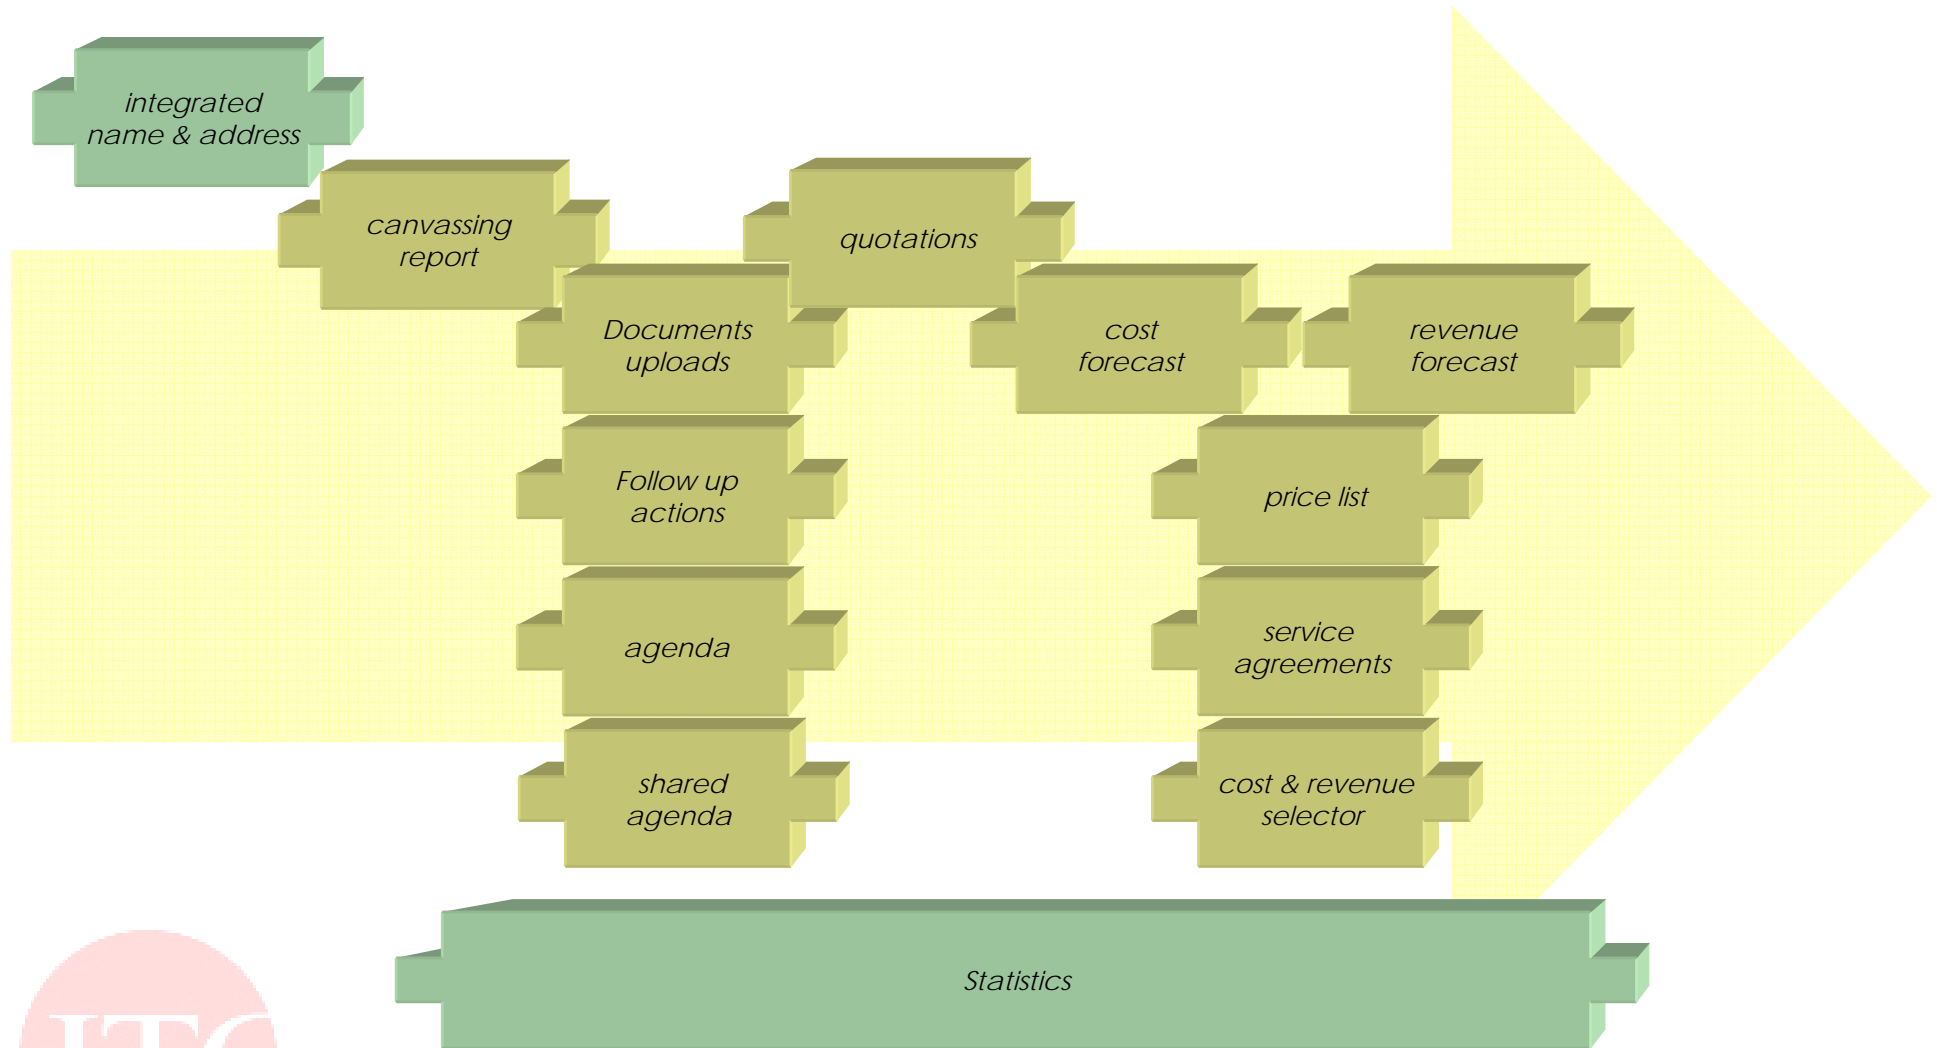 integrated
name & address
canvassing
report
quotations
Documents
uploads
cost
forecast
revenue
forecast
Follow up
actions
price list
agenda
service
agreements
shared
agenda
cost & revenue
selector
Statistics